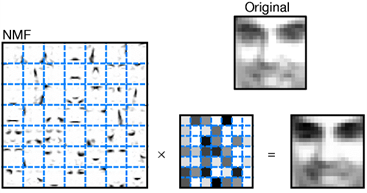 Original
NMF
× =